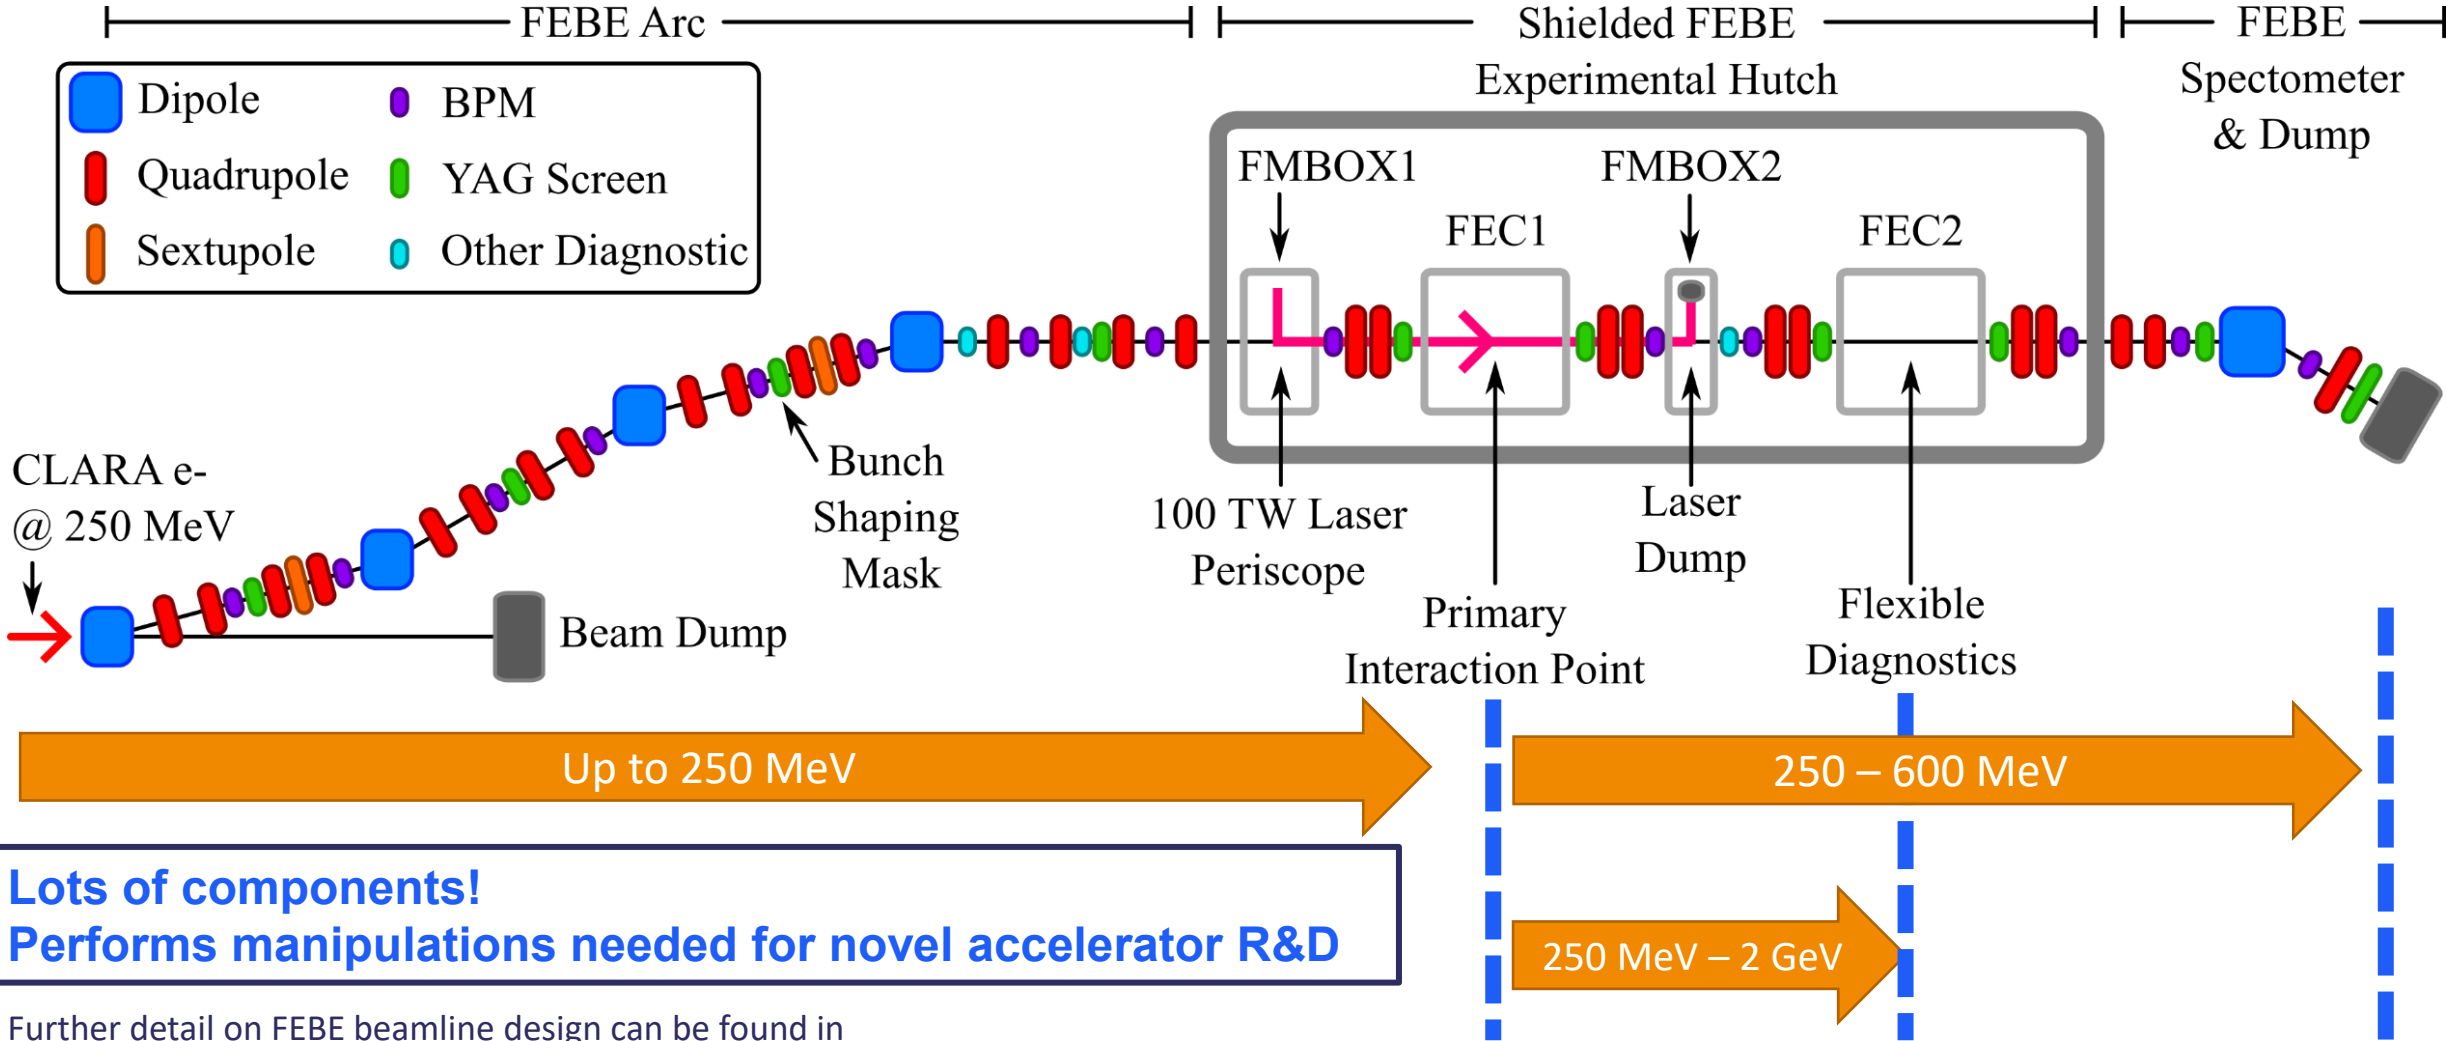 FEBE Arc
Shielded FEBE
Experimental Hutch
FEBE
Spectometer
& Dump
Dipole
BPM
Quadrupole
YAG Screen
Sextupole
Other Diagnostic
FMBOX1
FMBOX2
FEC1
FEC2
CLARA e-
@ 250 MeV
Bunch
Shaping
Mask
Beam Dump
100 TW Laser
Periscope
Laser
Dump
Primary
Interaction Point
Flexible
Diagnostics
Up to 250 MeV
250 – 600 MeV
250 MeV – 2 GeV
Lots of components!
Performs manipulations needed for novel accelerator R&D
Further detail on FEBE beamline design can be found in